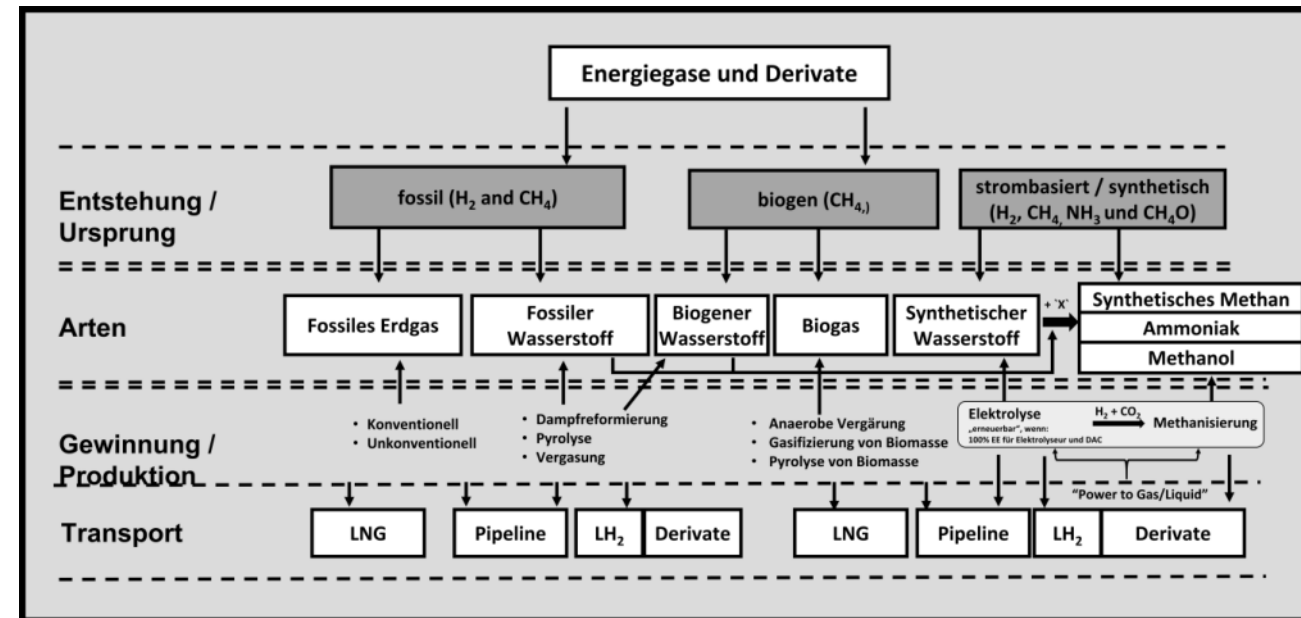 Energiegase und Derivate
Entstehung /
Ursprung
fossil (H₂ and CH₄)
biogen (CH₄,)
strombasiert / synthetisch
(H₂, CH₄, NH₃ und CH₄O)
Arten
Fossiles Erdgas
Fossiler
Wasserstoff
Biogener
Wasserstoff
Biogas
Synthetischer
Wasserstoff
+ `X`
Synthetisches Methan
Ammoniak
Methanol
Gewinnung /
Produktion
• Konventionell
• Unkonventionell
• Dampfreformierung
• Pyrolyse
• Vergasung
• Anaerobe Vergärung
• Gasifizierung von Biomasse
• Pyrolyse von Biomasse
Elektrolyse
„erneuerbar", wenn:
100% EE für Elektrolyseur und DAC
H₂ + CO₂
Methanisierung
"Power to Gas/Liquid"
Transport
LNG
Pipeline
LH₂
Derivate
LNG
Pipeline
LH₂
Derivate